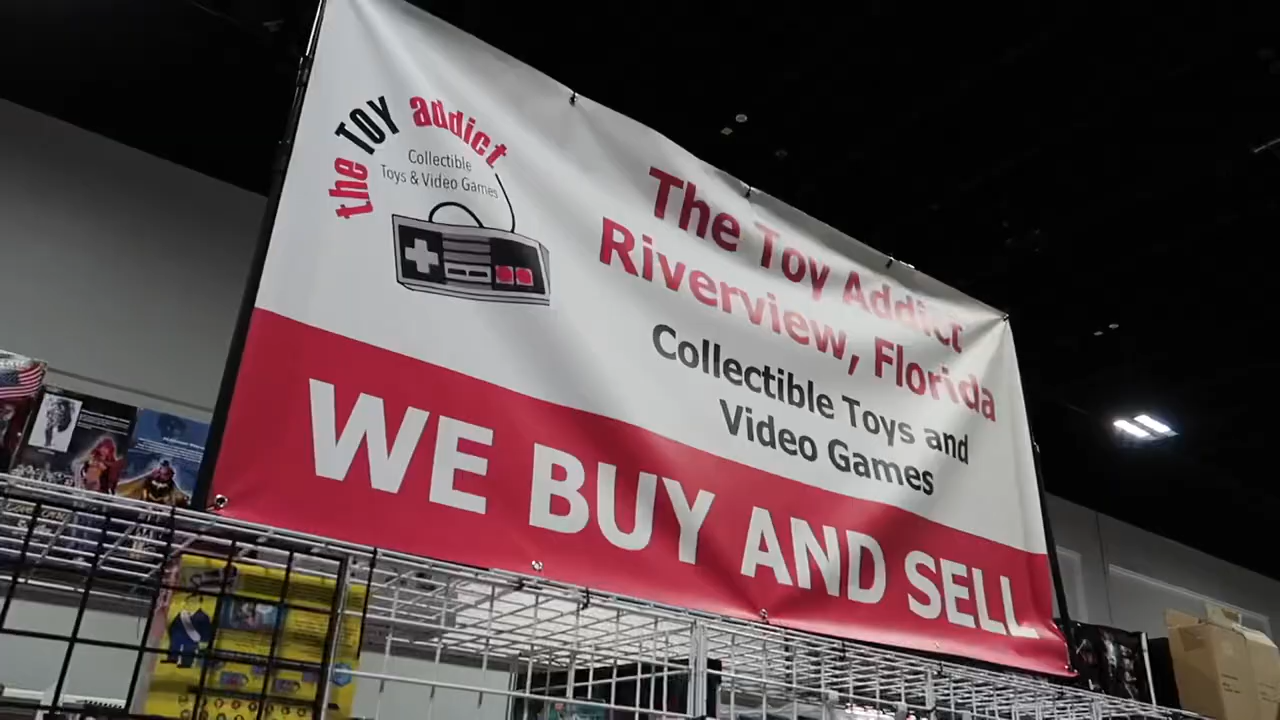 the TOY addict
Collectible
Toys & Video Games
The Toy Addict
Riverview, Florida
Collectible Toys and
Video Games
WE BUY AND SELL